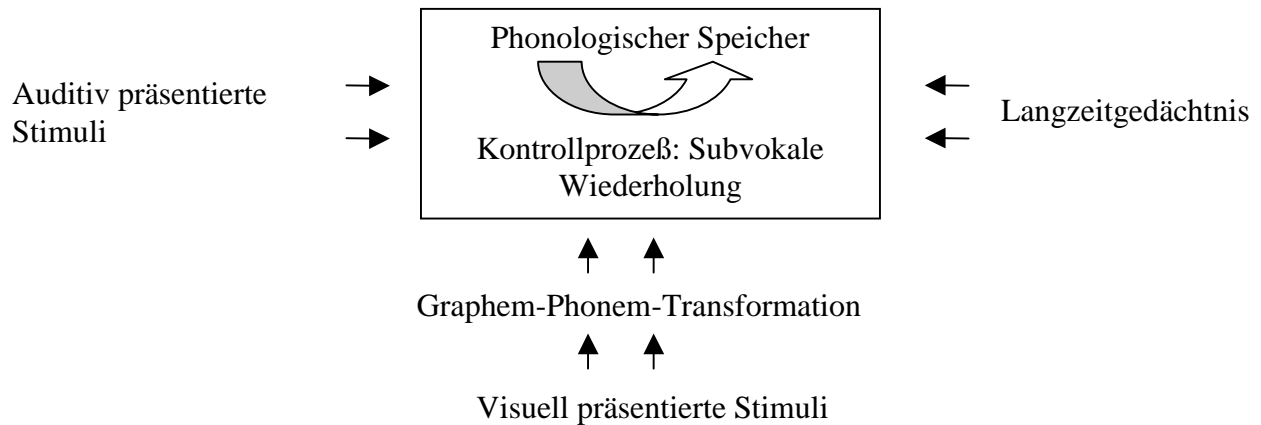 Phonologischer Speicher
Auditiv präsentierte
Stimuli
Langzeitgedächtnis
Kontrollprozeß: Subvokale
Wiederholung
Graphem-Phonem-Transformation
Visuell präsentierte Stimuli